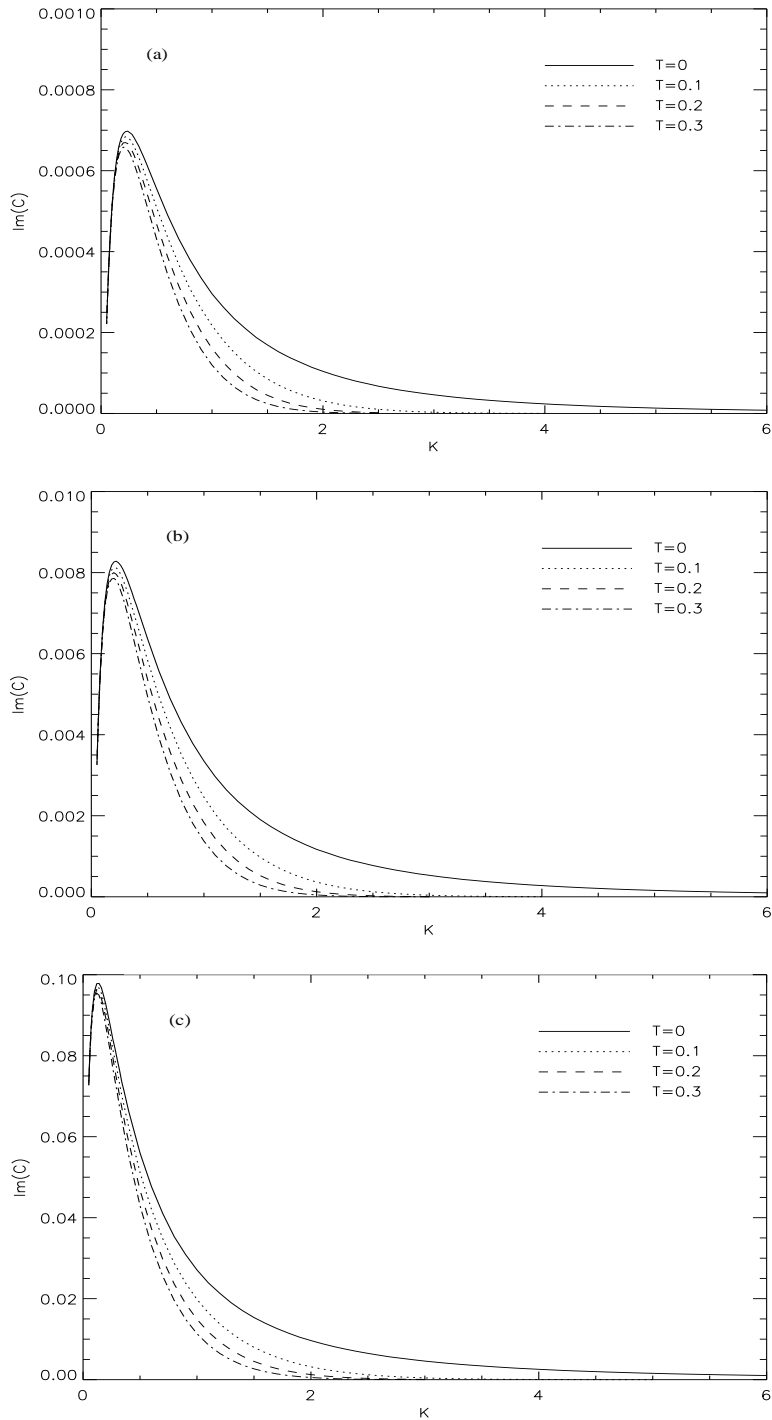 0.0010
(a)
T=0
T=0.1
0.0008
T=0.2
T=0.3
0.0006
Im(C)
0.0004
0.0002
0.0000
0 2 4 6
K
0.010
(b)
T=0
T=0.1
0.008
T=0.2
T=0.3
0.006
Im(C)
0.004
0.002
0.000
0 2 4 6
K
0.10
(c)
T=0
T=0.1
0.08
T=0.2
T=0.3
0.06
Im(C)
0.04
0.02
0.00
0 2 4 6
K